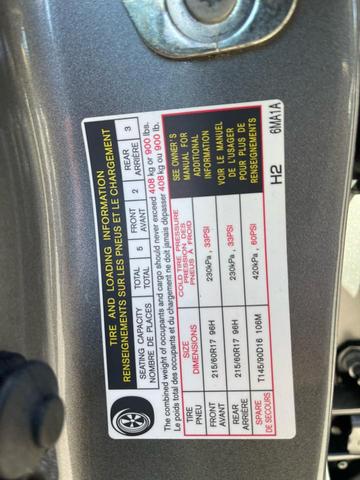 TIRE AND LOADING INFORMATION
RENSEIGNEMENTS SUR LES PNEUS ET LE CHARGEMENT
SEATING CAPACITY
NOMBRE DE PLACES
TOTAL
TOTAL
5
FRONT
AVANT
2
REAR
ARRIÈRE
3
The combined weight of occupants and cargo should never exceed 408 kg or 900 lbs.
Le poids total des occupants et du chargement ne doit jamais dépasser 408 kg ou 900 lb.
TIRE
PNEU
SIZE
DIMENSIONS
COLD TIRE PRESSURE
PRESSION DES
PNEUS À FROID
FRONT
AVANT
215/60R17 96H
230kPa, 33PSI
REAR
ARRIÈRE
215/60R17 96H
230kPa, 33PSI
SPARE
DE SECOURS
T145/90D16 106M
420kPa, 60PSI
SEE OWNER'S
MANUAL FOR
ADDITIONAL
INFORMATION
VOIR LE MANUEL
DE L'USAGER
POUR PLUS DE
RENSEIGNEMENTS
H2
6MA1A